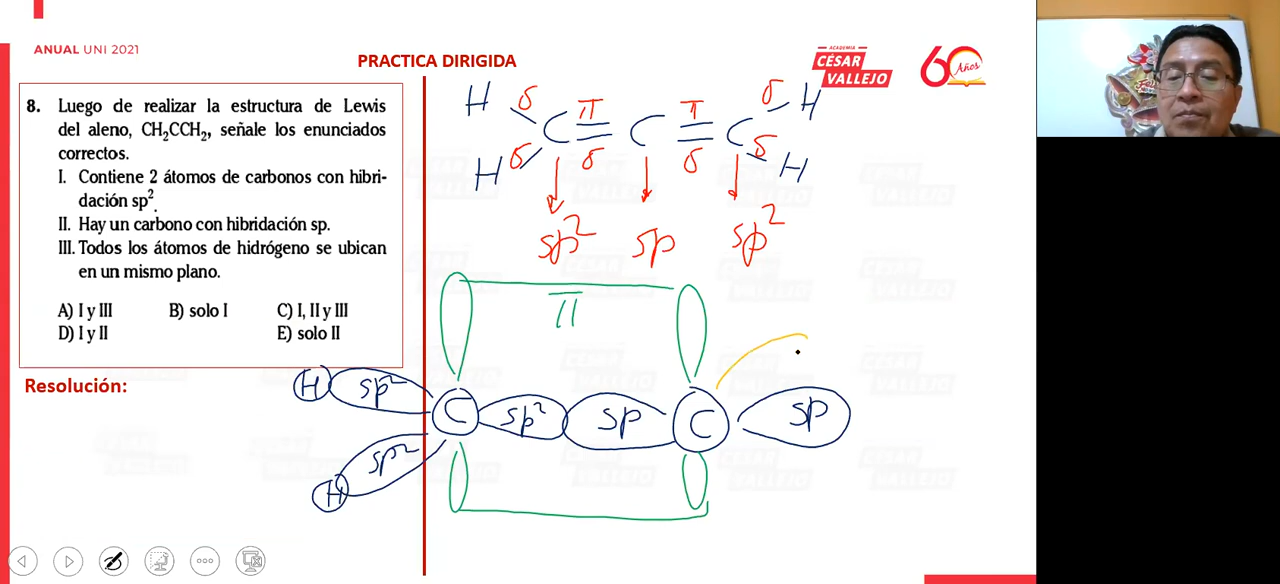 ANUAL UNI 2021
PRACTICA DIRIGIDA
ACADEMIA
CÉSAR
VALLEJO
60 Años
8. Luego de realizar la estructura de Lewis
del aleno, CH₂CCH₂, señale los enunciados
correctos.
I. Contiene 2 átomos de carbonos con hibri-
dación sp².
II. Hay un carbono con hibridación sp.
III. Todos los átomos de hidrógeno se ubican
en un mismo plano.
A) I y III B) solo I C) I, II y III
D) I y II E) solo II
Resolución:
H δ π π δ H
C = C = C
H δ δ δ δ H
sp² sp sp²
π
H sp² C sp² sp C sp
H sp²